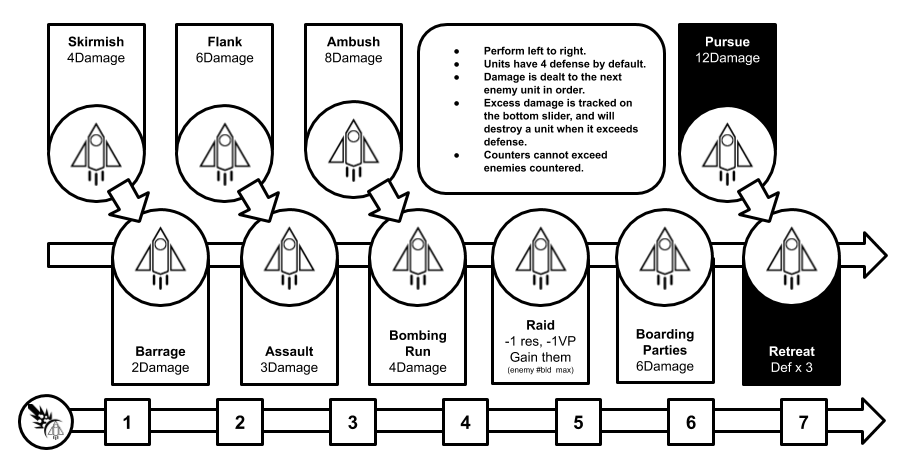 Skirmish
4Damage
Flank
6Damage
Ambush
8Damage
● Perform left to right.
● Units have 4 defense by default.
● Damage is dealt to the next
enemy unit in order.
● Excess damage is tracked on
the bottom slider, and will
destroy a unit when it exceeds
defense.
● Counters cannot exceed
enemies countered.
Pursue
12Damage
Barrage
2Damage
Assault
3Damage
Bombing
Run
4Damage
Raid
-1 res, -1VP
Gain them
(enemy #bld max)
Boarding
Parties
6Damage
Retreat
Def x 3
1
2
3
4
5
6
7